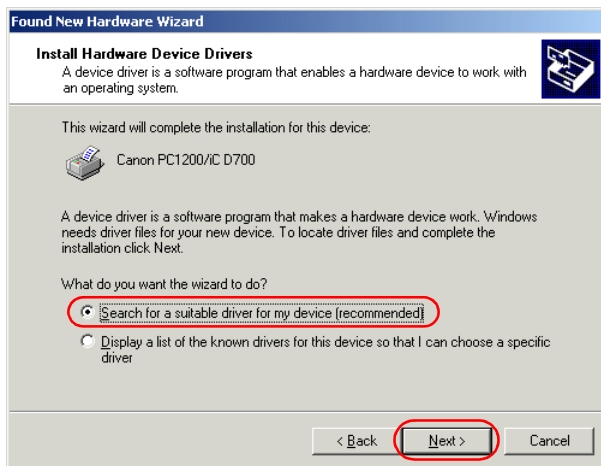 Found New Hardware Wizard
Install Hardware Device Drivers
A device driver is a software program that enables a hardware device to work with
an operating system.
This wizard will complete the installation for this device:
Canon PC1200/iC D700
A device driver is a software program that makes a hardware device work. Windows
needs driver files for your new device. To locate driver files and complete the
installation click Next.
What do you want the wizard to do?
Search for a suitable driver for my device (recommended)
Display a list of the known drivers for this device so that I can choose a specific
driver
< Back Next > Cancel